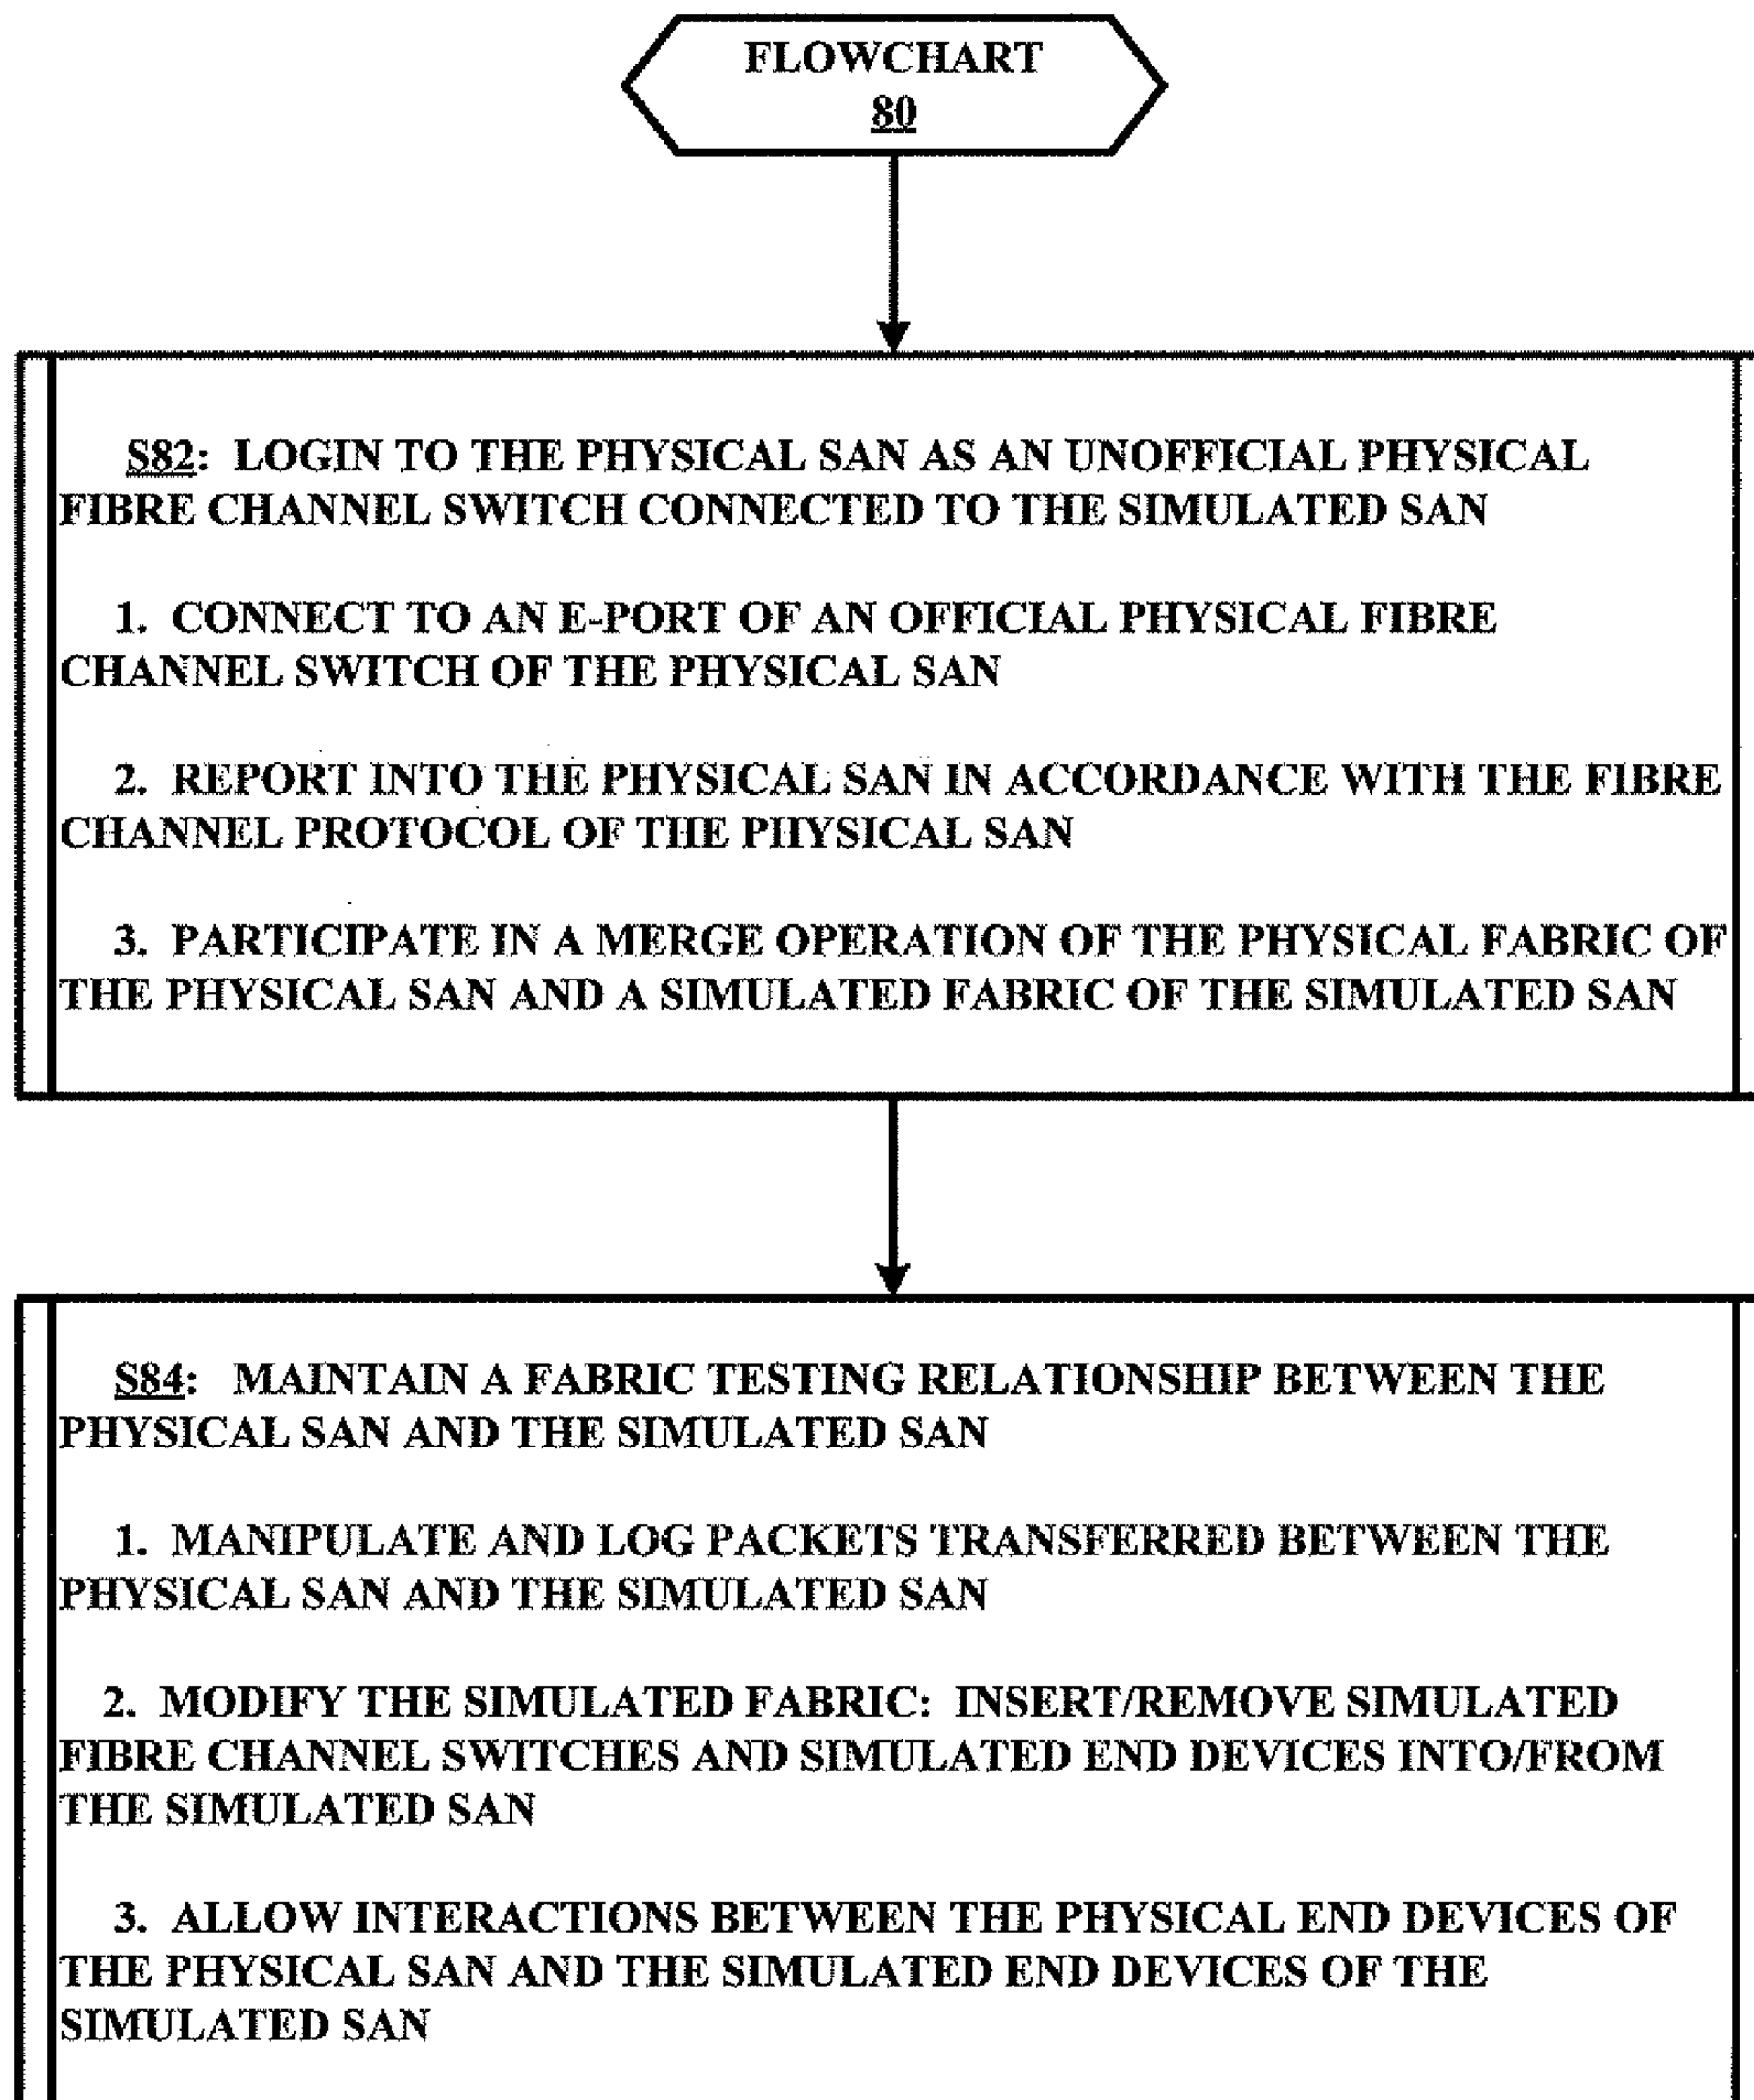 FLOWCHART
80
S82: LOGIN TO THE PHYSICAL SAN AS AN UNOFFICIAL PHYSICAL
FIBRE CHANNEL SWITCH CONNECTED TO THE SIMULATED SAN
1. CONNECT TO AN E-PORT OF AN OFFICIAL PHYSICAL FIBRE
CHANNEL SWITCH OF THE PHYSICAL SAN
2. REPORT INTO THE PHYSICAL SAN IN ACCORDANCE WITH THE FIBRE
CHANNEL PROTOCOL OF THE PHYSICAL SAN
3. PARTICIPATE IN A MERGE OPERATION OF THE PHYSICAL FABRIC OF
THE PHYSICAL SAN AND A SIMULATED FABRIC OF THE SIMULATED SAN
S84: MAINTAIN A FABRIC TESTING RELATIONSHIP BETWEEN THE
PHYSICAL SAN AND THE SIMULATED SAN
1. MANIPULATE AND LOG PACKETS TRANSFERRED BETWEEN THE
PHYSICAL SAN AND THE SIMULATED SAN
2. MODIFY THE SIMULATED FABRIC: INSERT/REMOVE SIMULATED
FIBRE CHANNEL SWITCHES AND SIMULATED END DEVICES INTO/FROM
THE SIMULATED SAN
3. ALLOW INTERACTIONS BETWEEN THE PHYSICAL END DEVICES OF
THE PHYSICAL SAN AND THE SIMULATED END DEVICES OF THE
SIMULATED SAN